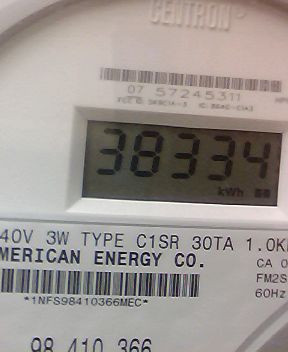 CENTRON®
07 57245311
38334
kWh
40V 3W TYPE C1SR 30TA 1.0K
MERICAN ENERGY CO.
CA 0
FM2S
60Hz
*1NFS98410366MEC*
98 410 366